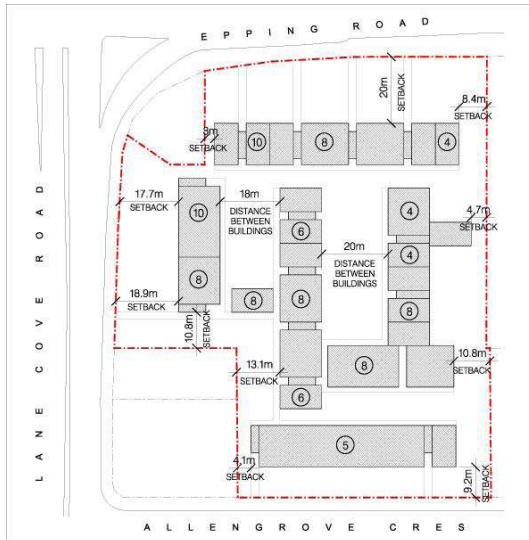 EPPING ROAD
20m
SETBACK
8.4m
SETBACK
3m
SETBACK
10
8
4
17.7m
SETBACK
18m
DISTANCE
BETWEEN
BUILDINGS
10
6
4
4.7m
SETBACK
20m
DISTANCE
BETWEEN
BUILDINGS
4
8
8
8
8
18.9m
SETBACK
10.8m
SETBACK
13.1m
SETBACK
8
10.8m
SETBACK
6
5
4.1m
SETBACK
9.2m
SETBACK
LANE COVE ROAD
ALLENGROVE CRES